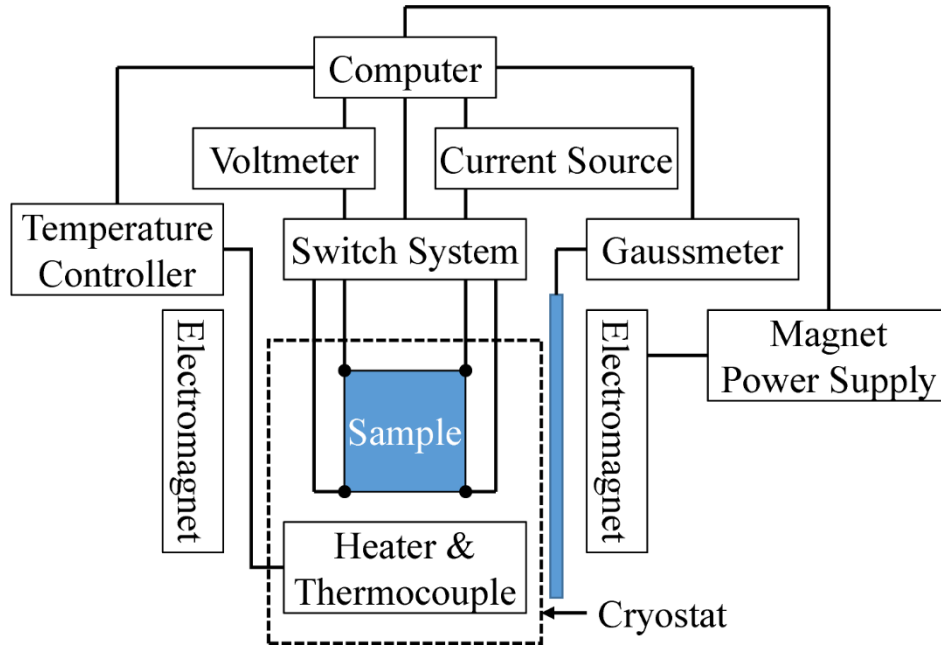 Computer
Voltmeter
Current Source
Temperature
Controller
Switch System
Gaussmeter
Electromagnet
Electromagnet
Magnet
Power Supply
Sample
Heater &
Thermocouple
Cryostat